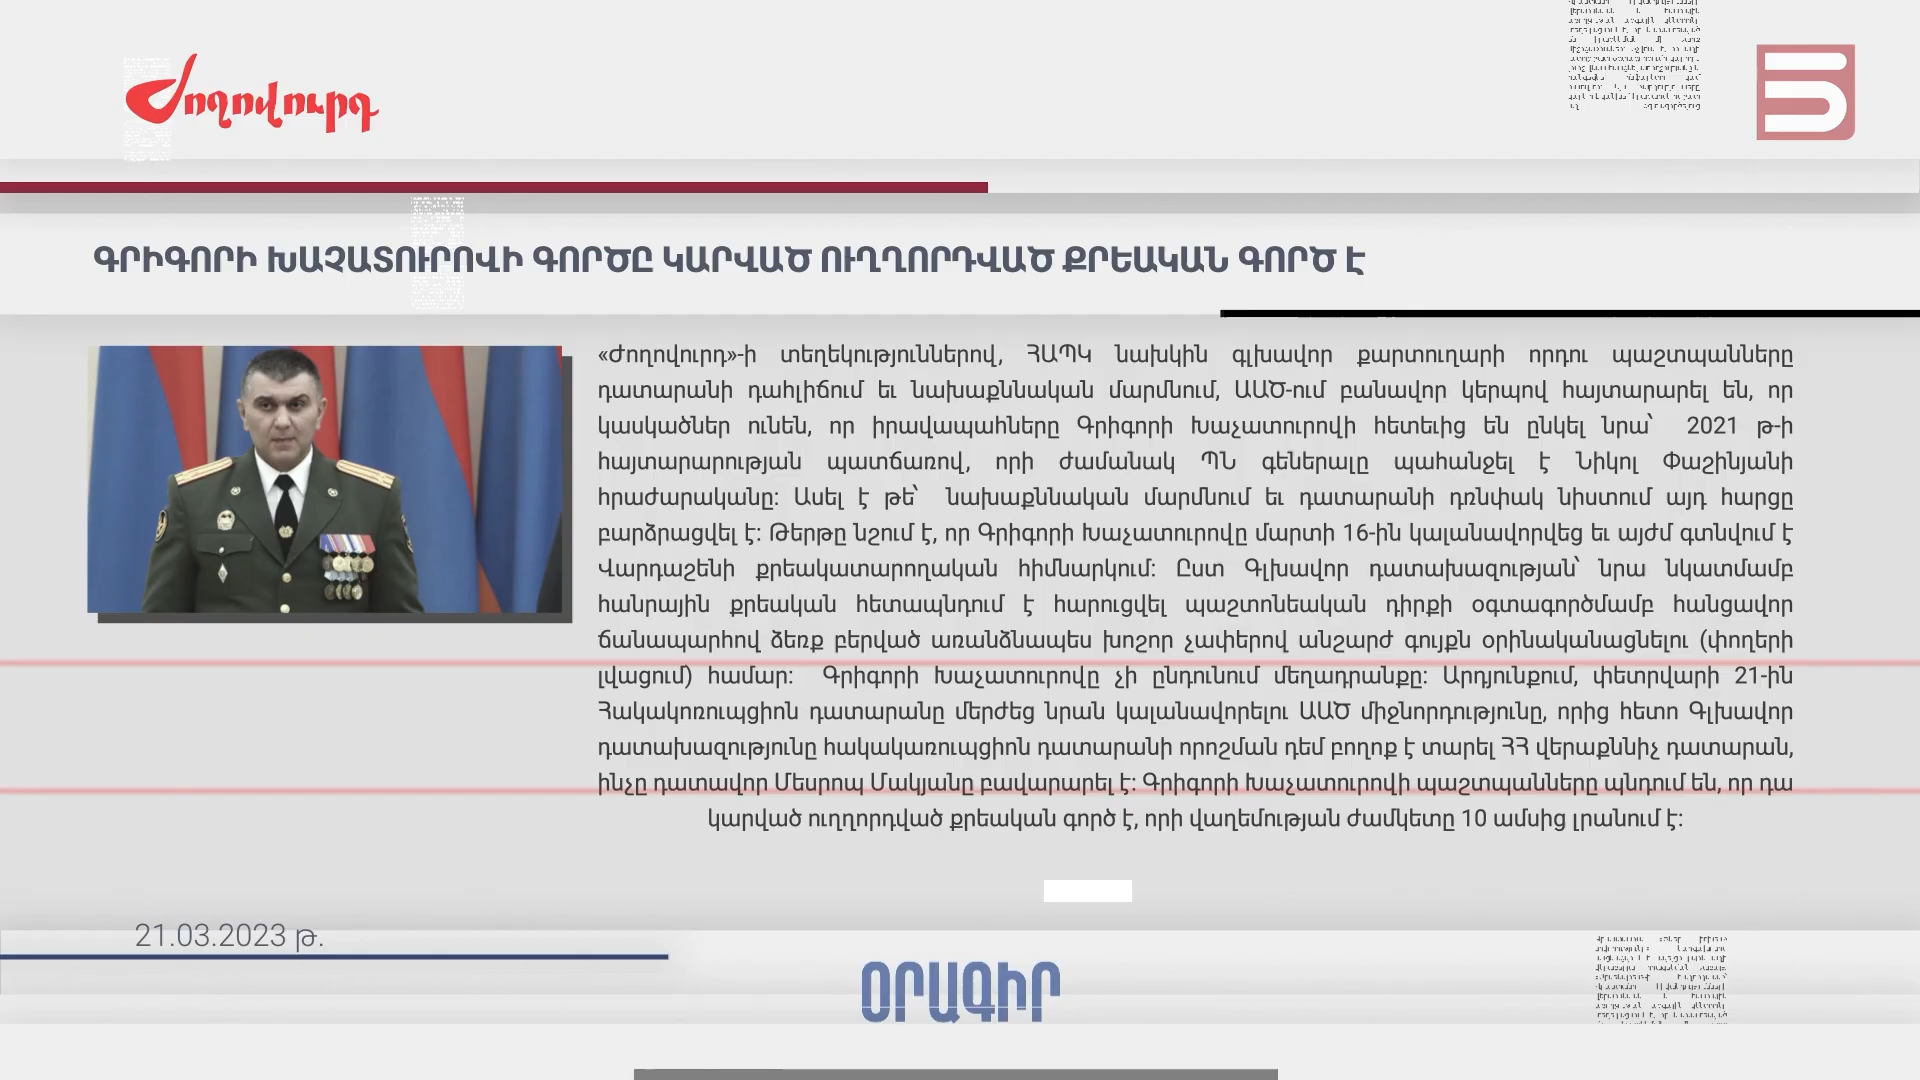 Ժողովուրդ
ԳՐԻԳՈՐԻ ԽԱՉԱՏՈՒՐՈՎԻ ԳՈՐԾԸ ԿԱՐՎԱԾ ՈՒՂՂՈՐԴՎԱԾ ՔՐԵԱԿԱՆ ԳՈՐԾ Է
«Ժողովուրդ»-ի տեղեկություններով, ՀԱՊԿ նախկին գլխավոր քարտուղարի որդու պաշտպանները
դատարանի դահլիճում եւ նախաքննական մարմնում, ԱԱԾ-ում բանավոր կերպով հայտարարել են, որ
կասկածներ ունեն, որ իրավապահները Գրիգորի Խաչատուրովի հետեւից են ընկել նրա՝ 2021 թ-ի
հայտարարության պատճառով, որի ժամանակ ՊՆ գեներալը պահանջել է Նիկոլ Փաշինյանի
հրաժարականը: Ասել է թե՝ նախաքննական մարմնում եւ դատարանի դռնփակ նիստում այդ հարցը
բարձրացվել է: Թերթը նշում է, որ Գրիգորի Խաչատուրովը մարտի 16-ին կալանավորվեց եւ այժմ գտնվում է
Վարդաշենի քրեակատարողական հիմնարկում: Ըստ Գլխավոր դատախազության՝ նրա նկատմամբ
հանրային քրեական հետապնդում է հարուցվել պաշտոնեական դիրքի օգտագործմամբ հանցավոր
ճանապարհով ձեռք բերված առանձնապես խոշոր չափերով անշարժ գույքն օրինականացնելու (փողերի
լվացում) համար: Գրիգորի Խաչատուրովը չի ընդունում մեղադրանքը: Արդյունքում, փետրվարի 21-ին
Հակակոռուպցիոն դատարանը մերժեց նրան կալանավորելու ԱԱԾ միջնորդությունը, որից հետո Գլխավոր
դատախազությունը հակակառուպցիոն դատարանի որոշման դեմ բողոք է տարել ՀՀ վերաքննիչ դատարան,
ինչը դատավոր Մեսրոպ Մակյանը բավարարել է: Գրիգորի Խաչատուրովի պաշտպանները պնդում են, որ դա
կարված ուղղորդված քրեական գործ է, որի վաղեմության ժամկետը 10 ամսից լրանում է:
21.03.2023 թ.
ՕՐԱԳԻՐ